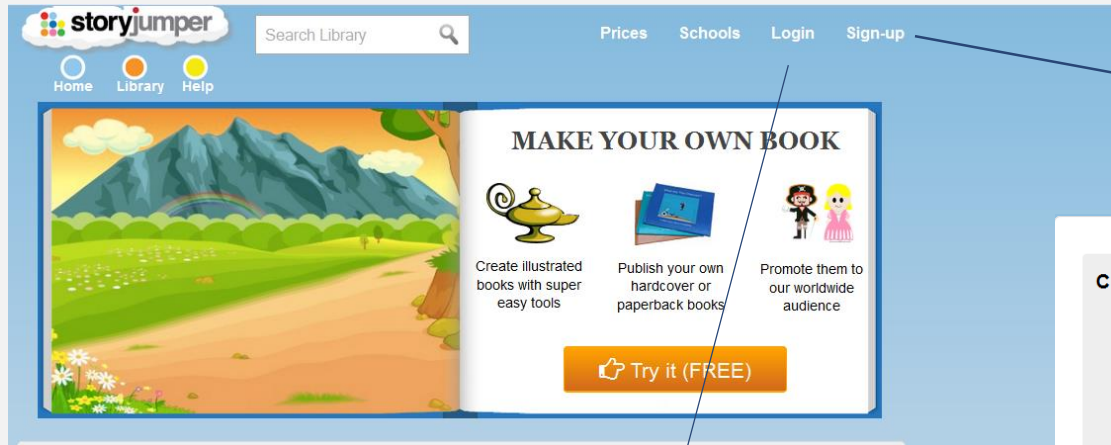 storyjumper
Search Library
Prices Schools Login Sign-up
Home Library Help
MAKE YOUR OWN BOOK
Create illustrated
books with super
easy tools
Publish your own
hardcover or
paperback books
Promote them to
our worldwide
audience
Try it (FREE)
C